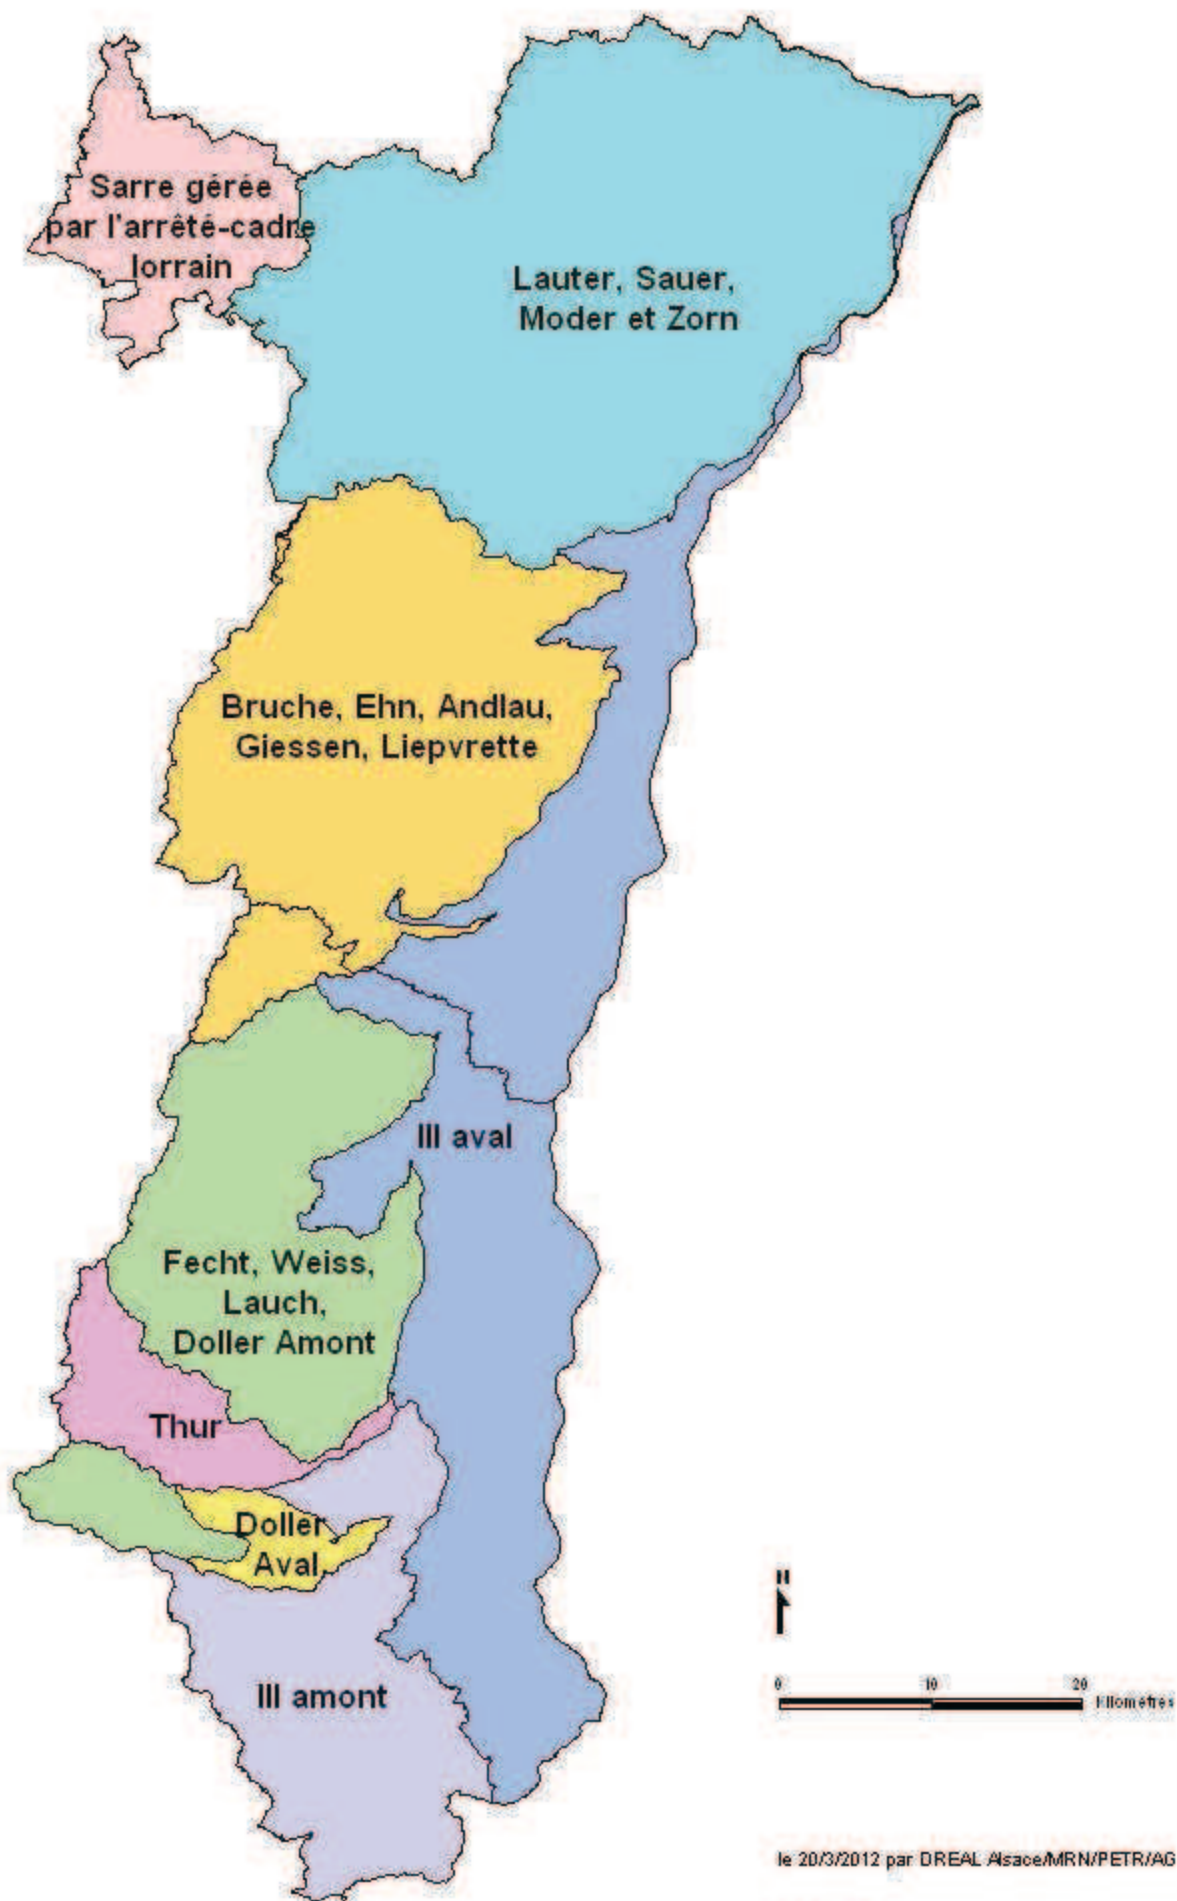 Sarre gérée
par l'arrêté-cadre
lorrain
Lauter, Sauer,
Moder et Zorn
Bruche, Ehn, Andlau,
Giessen, Liepvrette
Ill aval
Fecht, Weiss,
Lauch,
Doller Amont
Thur
Doller
Aval
Ill amont
0 10 20
Kilomètres
le 20/3/2012 par DREAL Alsace/MRN/PETR/AG